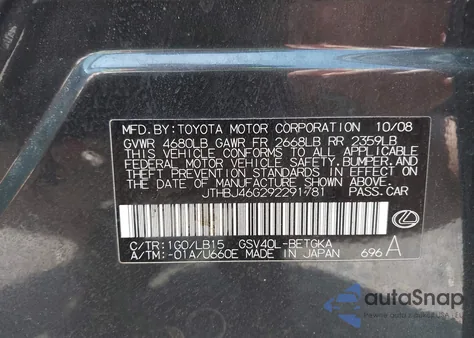 MFD.BY:TOYOTA MOTOR CORPORATION 10/08
GVWR 4680LB GAWR FR 2668LB RR 2359LB
THIS VEHICLE CONFORMS TO ALL APPLICABLE
FEDERAL MOTOR VEHICLE SAFETY, BUMPER, AND
THEFT PREVENTION STANDARDS IN EFFECT ON
THE DATE OF MANUFACTURE SHOWN ABOVE.
JTHBJ46G292291781 PASS.CAR
C/TR:1G0/LB15 GSV40L-BETGKA
A/TM:-01A/U660E MADE IN JAPAN 696 A
autoSnap